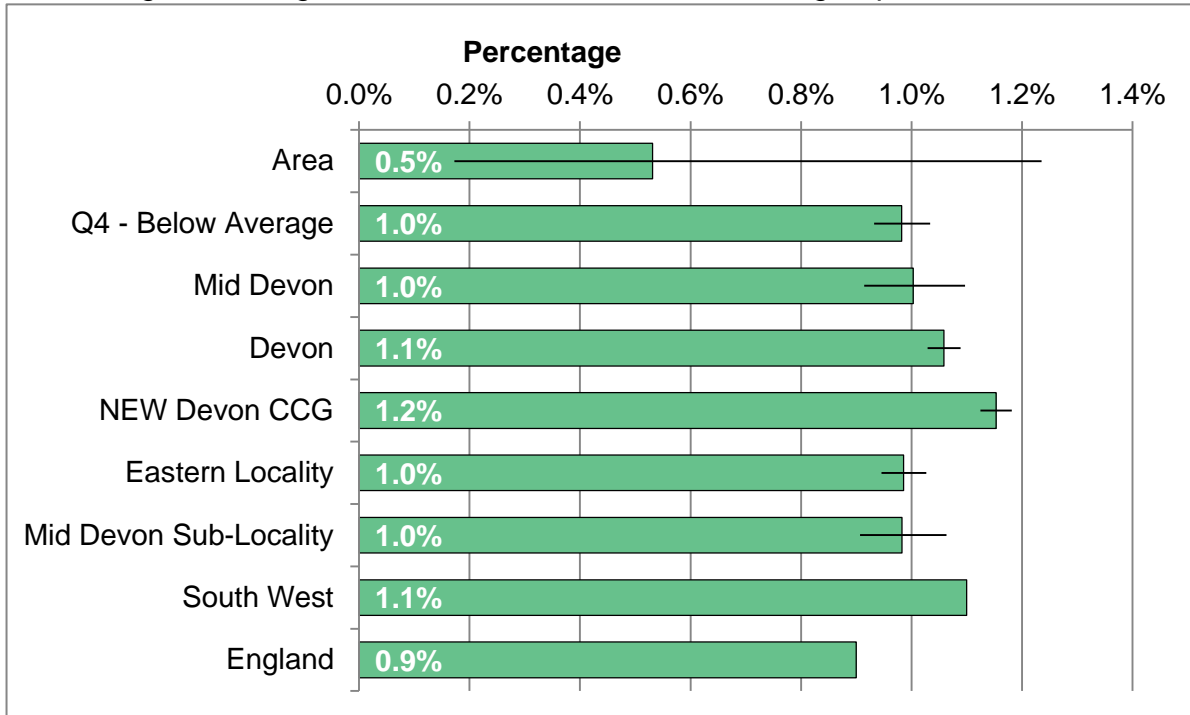 Percentage
0.0% 0.2% 0.4% 0.6% 0.8% 1.0% 1.2% 1.4%
Area 0.5%
Q4 - Below Average 1.0%
Mid Devon 1.0%
Devon 1.1%
NEW Devon CCG 1.2%
Eastern Locality 1.0%
Mid Devon Sub-Locality 1.0%
South West 1.1%
England 0.9%